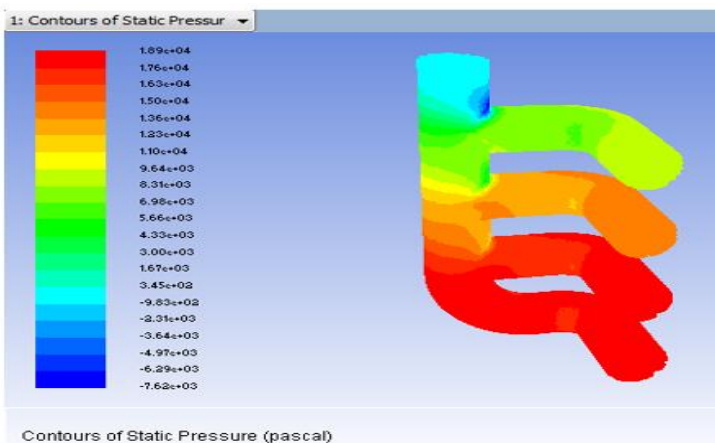 1: Contours of Static Pressur
1.89e+04
1.76e+04
1.63e+04
1.50e+04
1.36e+04
1.23e+04
1.10e+04
9.64e+03
8.31e+03
6.98e+03
5.66e+03
4.33e+03
3.00e+03
1.67e+03
3.45e+02
-9.83e+02
-2.31e+03
-3.64e+03
-4.97e+03
-6.29e+03
-7.62e+03
Contours of Static Pressure (pascal)